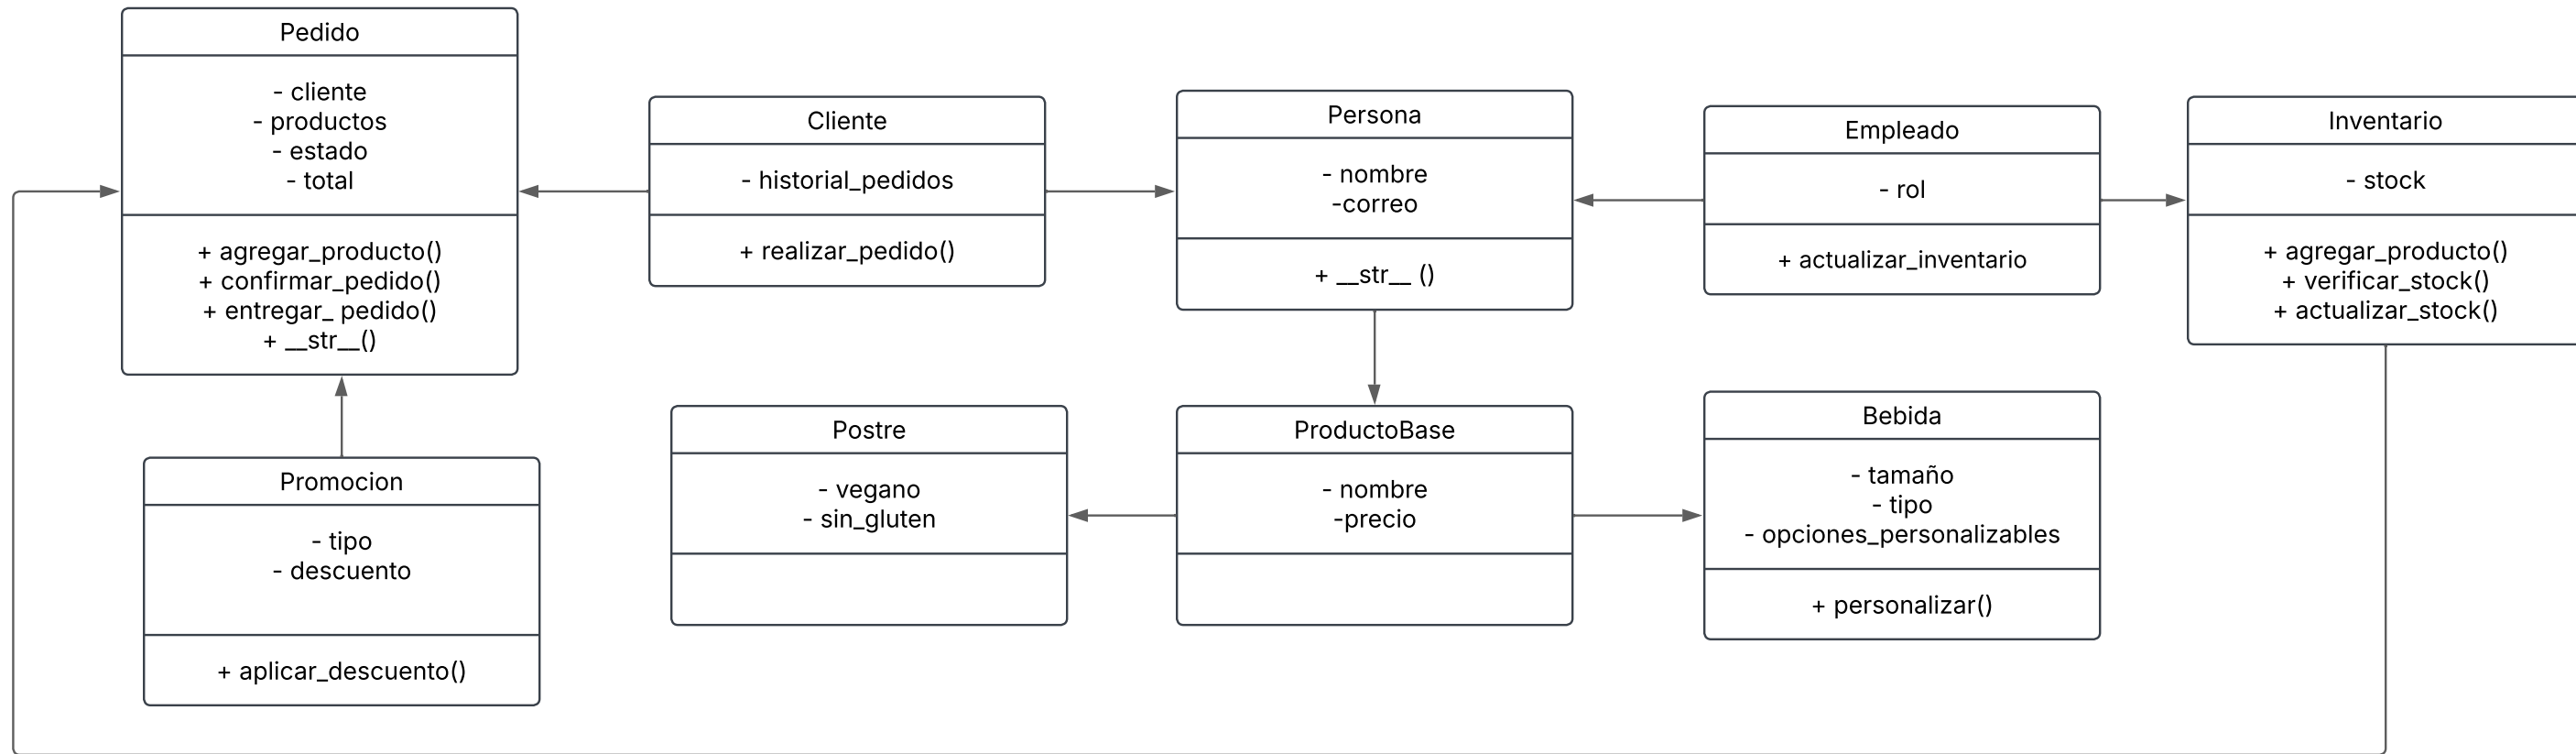 Pedido
- cliente
- productos
- estado
- total
+ agregar_producto()
+ confirmar_pedido()
+ entregar_ pedido()
+ __str__()
Cliente
- historial_pedidos
+ realizar_pedido()
Persona
- nombre
-correo
+ __str__ ()
Empleado
- rol
+ actualizar_inventario
Inventario
- stock
+ agregar_producto()
+ verificar_stock()
+ actualizar_stock()
Promocion
- tipo
- descuento
+ aplicar_descuento()
Postre
- vegano
- sin_gluten
ProductoBase
- nombre
-precio
Bebida
- tamaño
- tipo
- opciones_personalizables
+ personalizar()